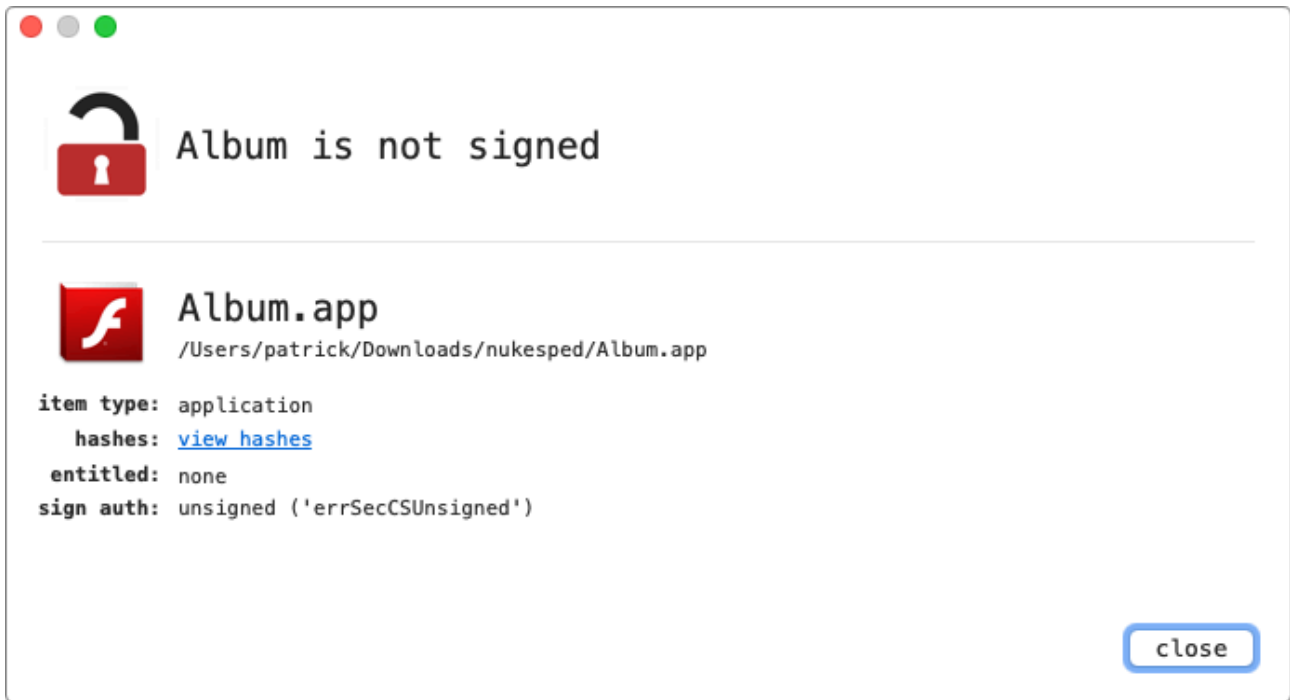 Album is not signed
Album.app
/Users/patrick/Downloads/nukesped/Album.app
item type: application
hashes: view hashes
entitled: none
sign auth: unsigned ('errSecCSUnsigned')
close